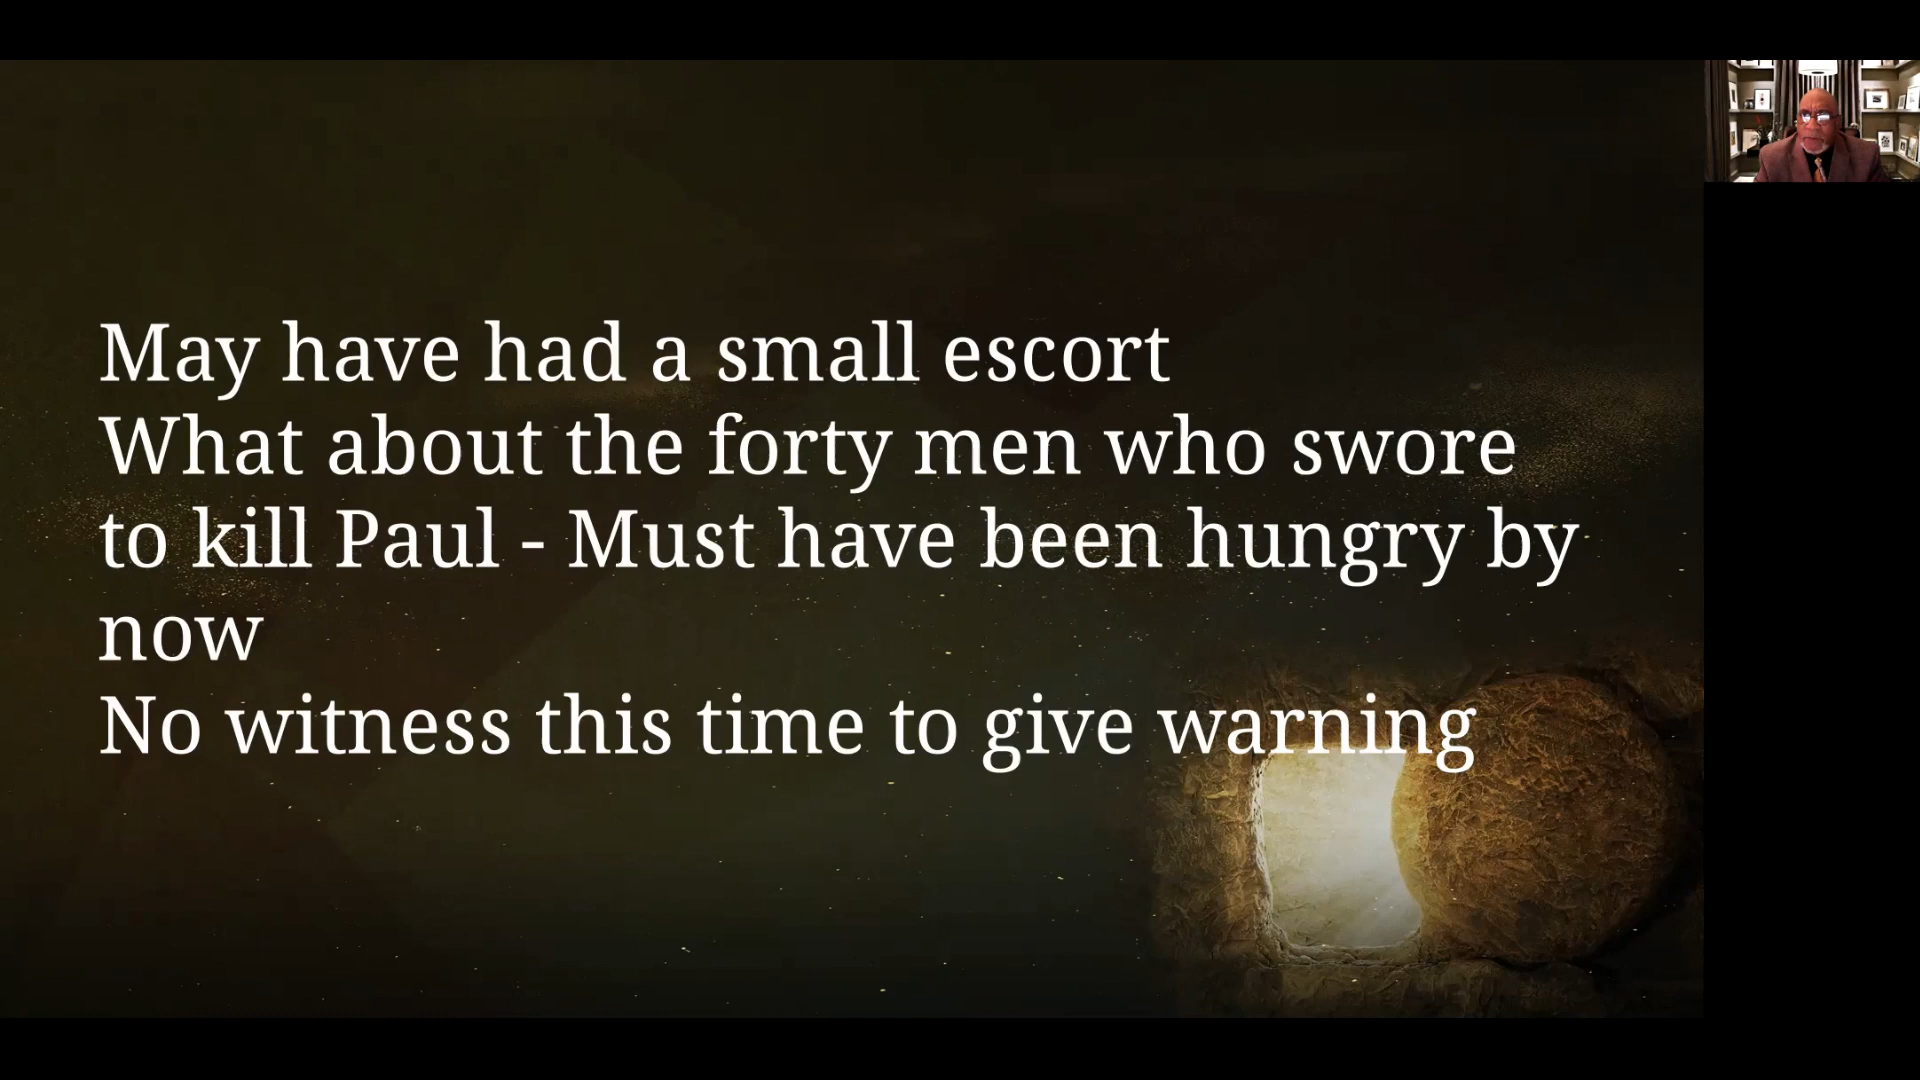 May have had a small escort
What about the forty men who swore
to kill Paul - Must have been hungry by
now
No witness this time to give warning